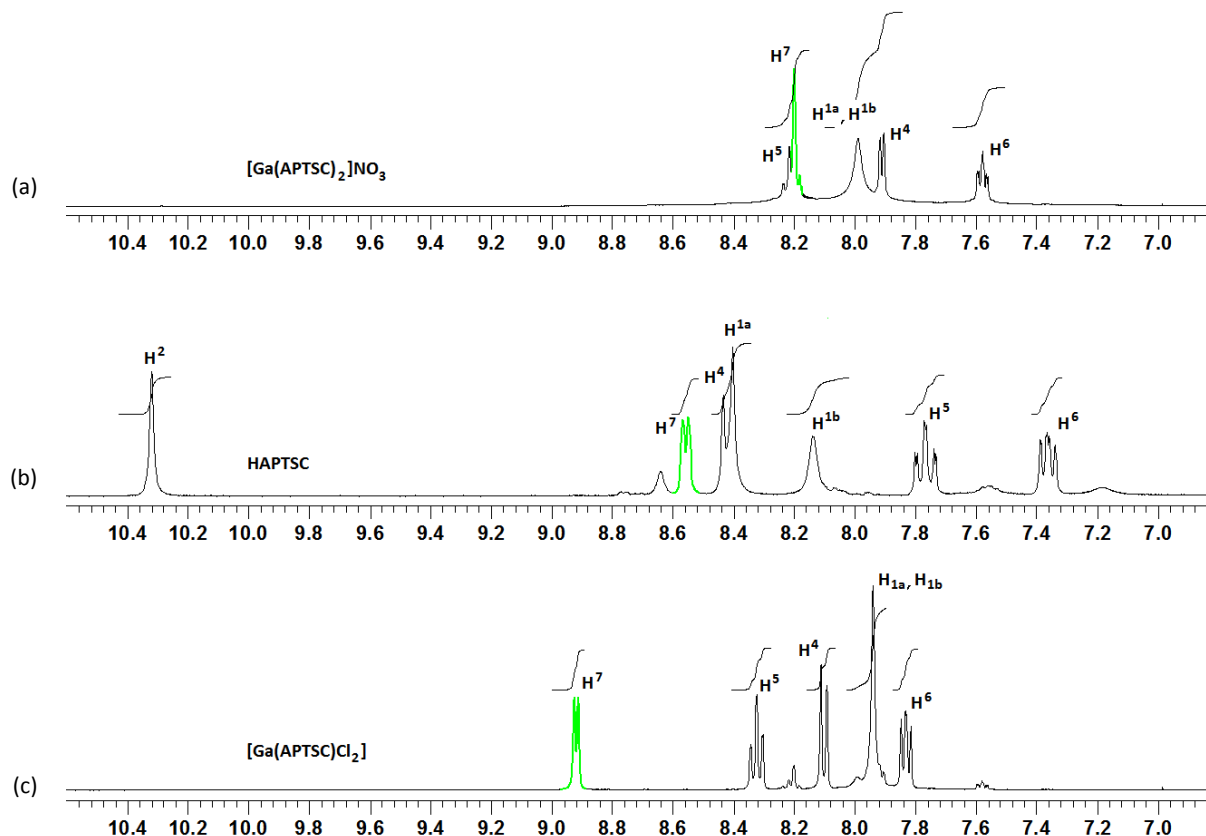 H7
H1a , H1b
H4
H5
H6
[Ga(APTSC)2]NO3
(a)
10.4 10.2 10.0 9.8 9.6 9.4 9.2 9.0 8.8 8.6 8.4 8.2 8.0 7.8 7.6 7.4 7.2 7.0
H1a
H2
H4
H7
H1b
H5
H6
(b)
HAPTSC
10.4 10.2 10.0 9.8 9.6 9.4 9.2 9.0 8.8 8.6 8.4 8.2 8.0 7.8 7.6 7.4 7.2 7.0
H1a, H1b
H4
H7
H5
H6
[Ga(APTSC)Cl2]
(c)
10.4 10.2 10.0 9.8 9.6 9.4 9.2 9.0 8.8 8.6 8.4 8.2 8.0 7.8 7.6 7.4 7.2 7.0